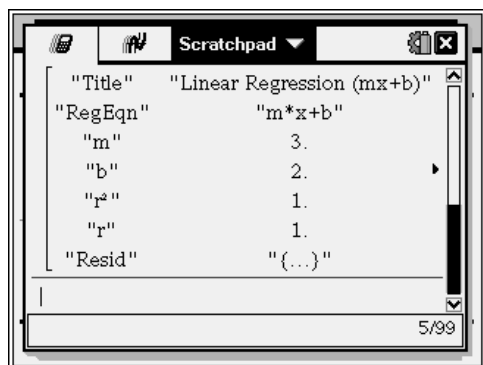 Scratchpad
"Title" "Linear Regression (mx+b)"
"RegEqn" "m*x+b"
"m" 3.
"b" 2.
"r²" 1.
"r" 1.
"Resid" "{...}"
5/99